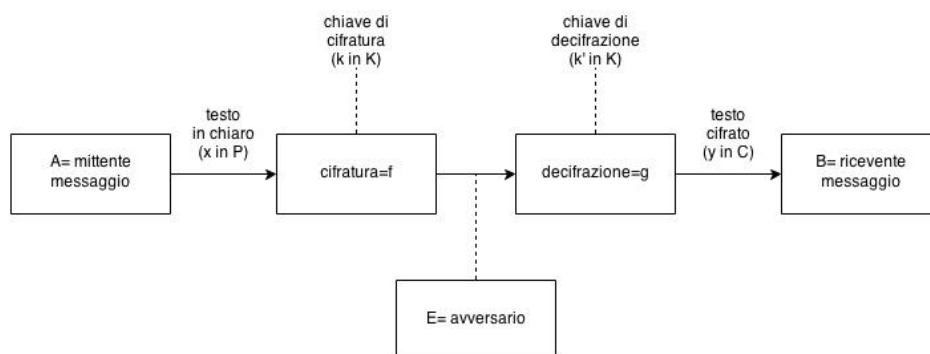 chiave di
cifratura
(k in K)
chiave di
decifrazione
(k' in K)
testo
in chiaro
(x in P)
testo
cifrato
(y in C)
A= mittente
messaggio
cifratura=f
decifrazione=g
B= ricevente
messaggio
E= avversario